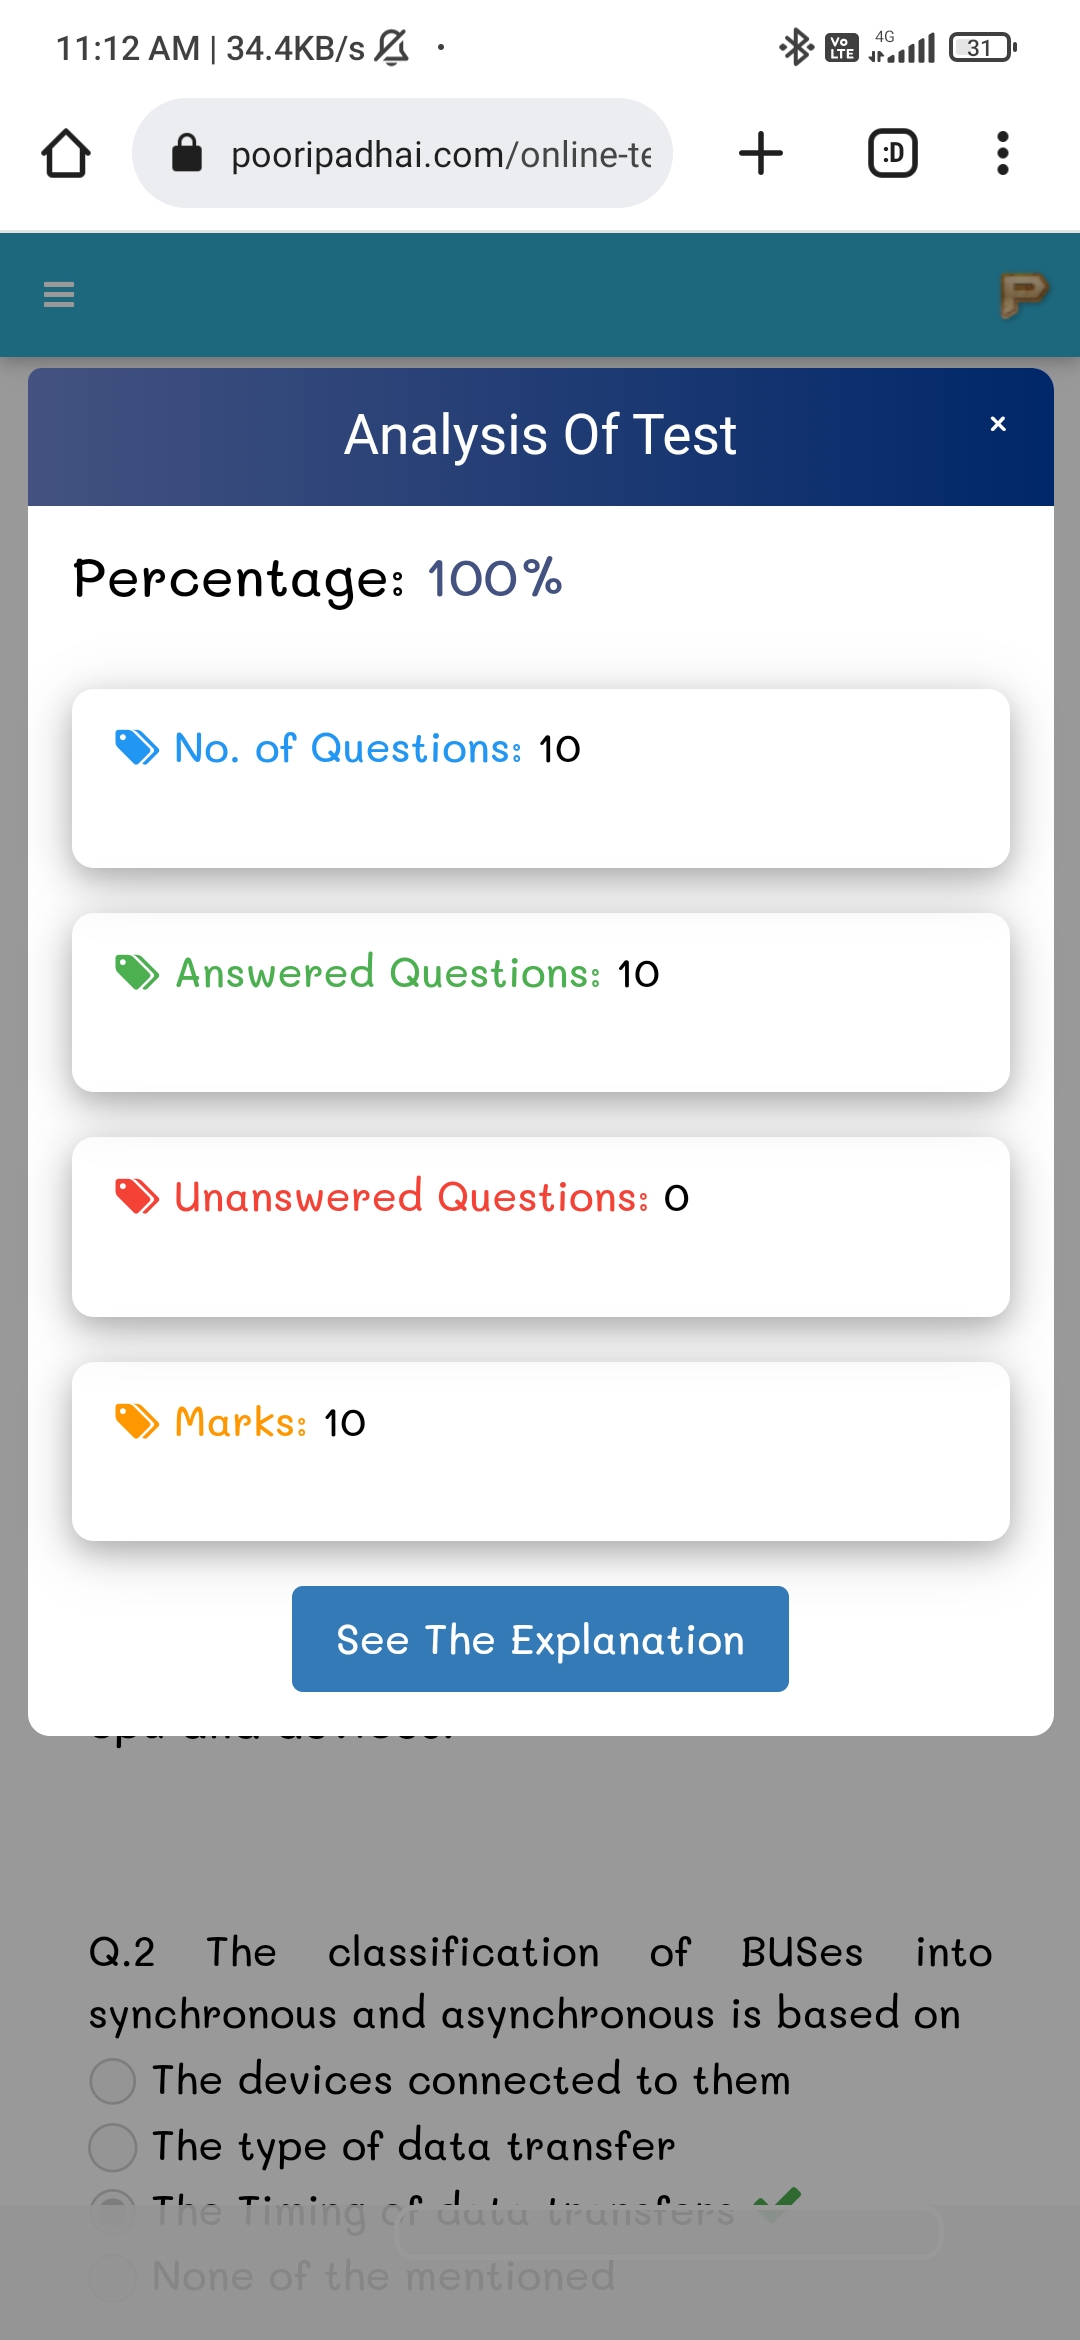 11:12 AM | 34.4KB/s
Vo LTE 4G 31
pooripadhai.com/online-te
:D
P
Analysis Of Test
×
Percentage: 100%
No. of Questions: 10
Answered Questions: 10
Unanswered Questions: 0
Marks: 10
See The Explanation
cpu and devices.
Q.2 The classification of BUSes into
synchronous and asynchronous is based on
The devices connected to them
The type of data transfer
The Timing of data transfers
None of the mentioned